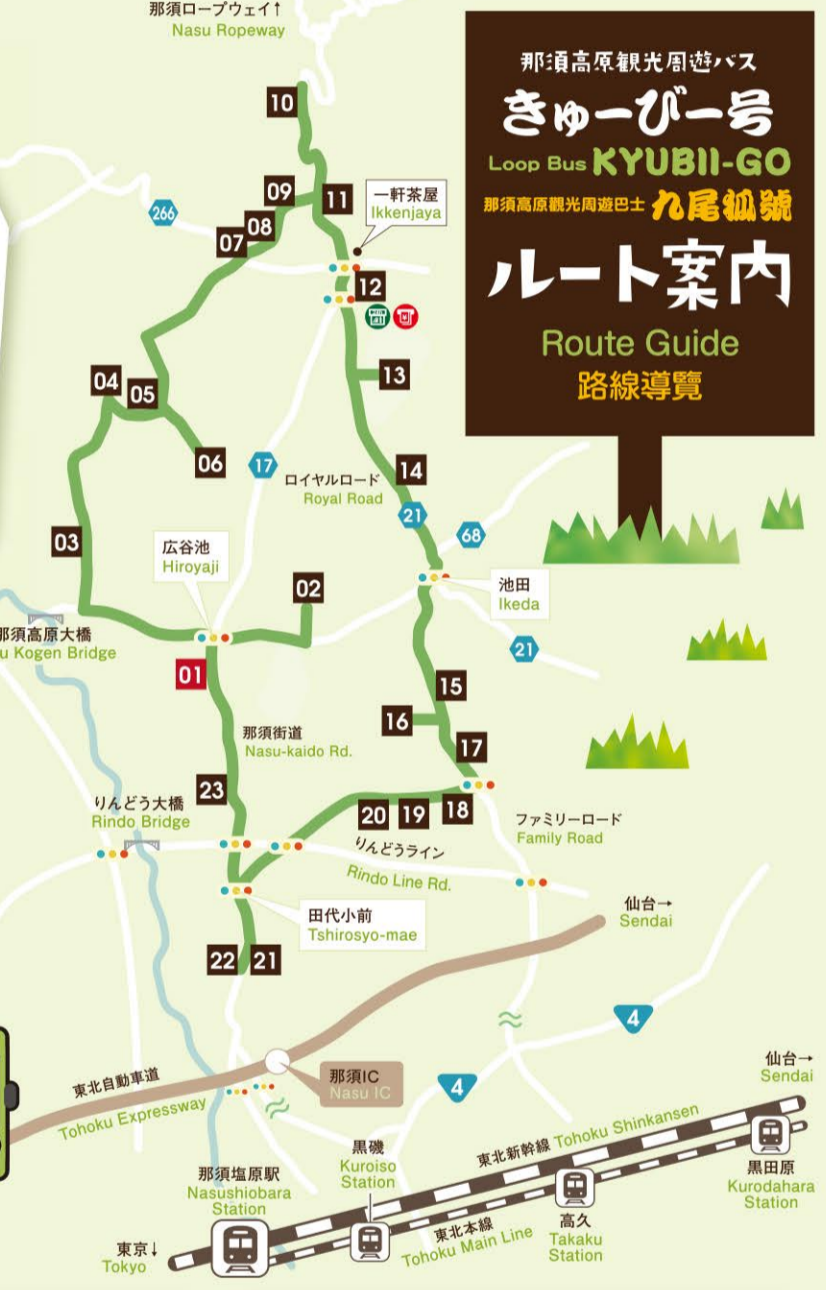 那須ロープウェイ↑
Nasu Ropeway
那須高原観光周遊バス
きゅーびー号
Loop Bus KYUBII-GO
那須高原觀光周遊巴士 九尾狐號
ルート案内
Route Guide
路線導覽
10
09
11
一軒茶屋
Ikkenjaya
266
08
07
12
13
04
05
06
17
14
ロイヤルロード
Royal Road
21
68
03
広谷池
Hiroyaji
02
池田
Ikeda
那須高原大橋
u Kogen Bridge
21
01
15
16
那須街道
Nasu-kaido Rd.
17
23
りんどう大橋
Rindo Bridge
20
19
18
ファミリーロード
Family Road
りんどうライン
Rindo Line Rd.
田代小前
Tshirosyo-mae
仙台→
Sendai
22
21
4
東北自動車道
Tohoku Expressway
那須IC
Nasu IC
4
仙台→
Sendai
東北新幹線 Tohoku Shinkansen
黒磯
Kuroiso
Station
那須塩原駅
Nasushiobara
Station
黒田原
Kurodahara
Station
高久
Takaku
Station
東北本線
Tohoku Main Line
東京↓
Tokyo